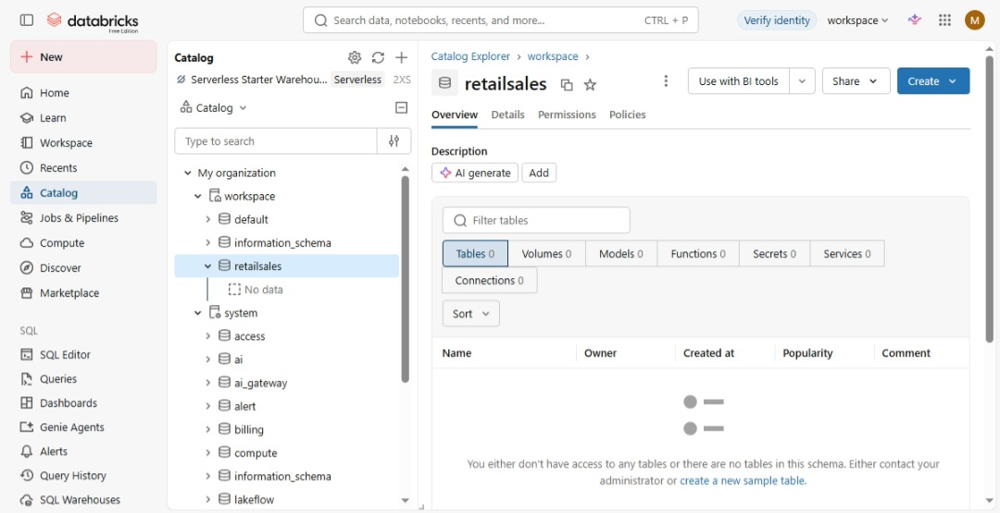 databricks
Free Edition
Search data, notebooks, recents, and more...
CTRL + P
Verify identity
workspace
M
New
Home
Learn
Workspace
Recents
Catalog
Jobs & Pipelines
Compute
Discover
Marketplace
SQL
SQL Editor
Queries
Dashboards
Genie Agents
Alerts
Query History
SQL Warehouses
Catalog
Serverless Starter Warehou... Serverless 2XS
Catalog
Type to search
My organization
workspace
default
information_schema
retailsales
No data
system
access
ai
ai_gateway
alert
billing
compute
information_schema
lakeflow
Catalog Explorer > workspace >
retailsales
Use with BI tools
Share
Create
Overview Details Permissions Policies
Description
AI generate Add
Filter tables
Tables 0 Volumes 0 Models 0 Functions 0 Secrets 0 Services 0
Connections 0
Sort
Name Owner Created at Popularity Comment
You either don't have access to any tables or there are no tables in this schema. Either contact your
administrator or create a new sample table.